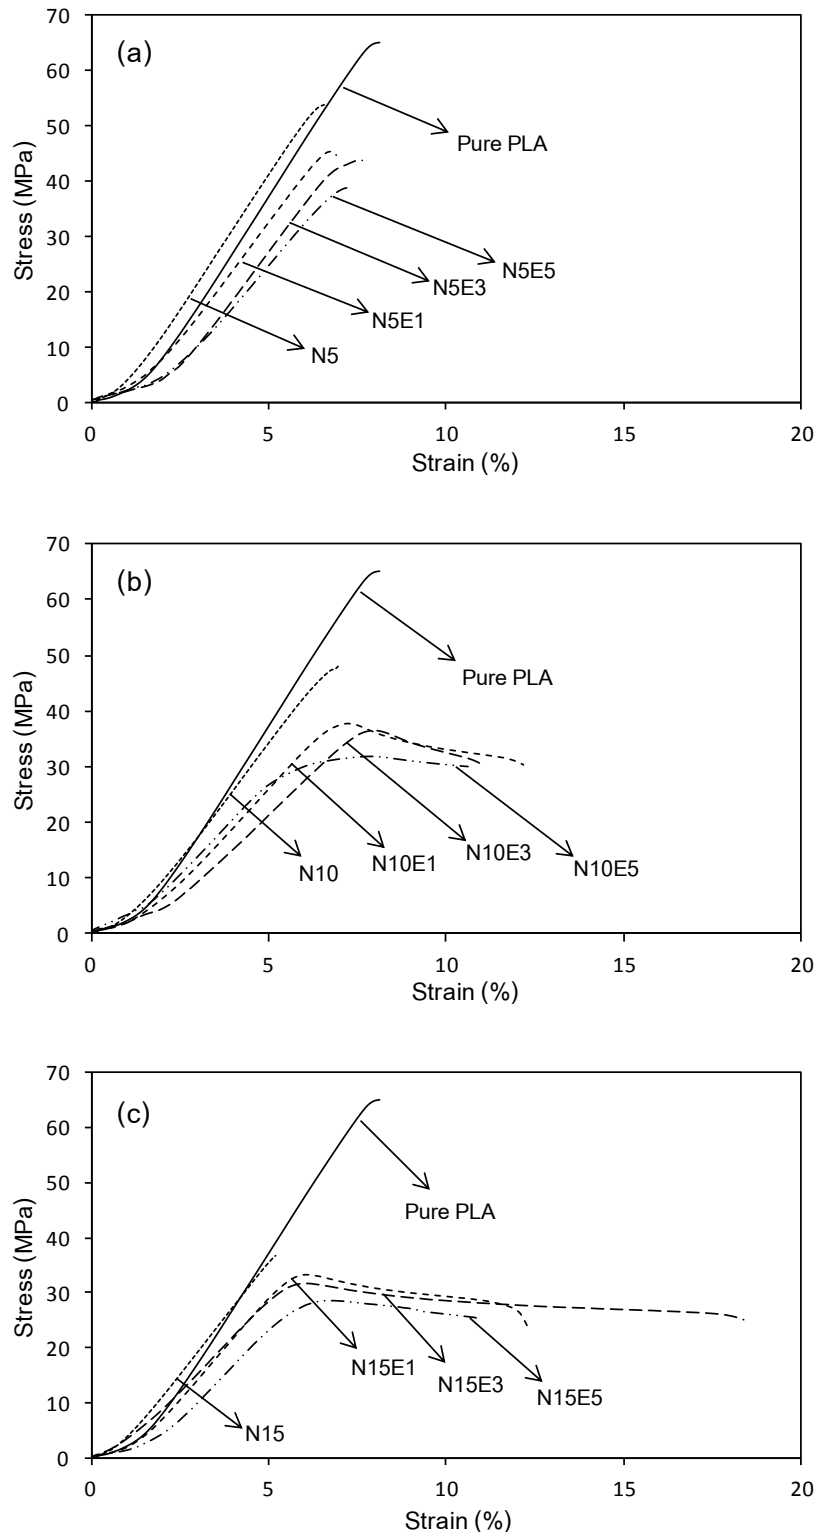 70
(a)
60
50
Pure PLA
40
Stress (MPa)
30
N5E5
N5E3
20
N5E1
10
N5
0
0 5 10 15 20
Strain (%)
70
(b)
60
50
Pure PLA
40
Stress (MPa)
30
20
N10E3
N10E1
N10E5
N10
10
0
0 5 10 15 20
Strain (%)
70
(c)
60
50
Pure PLA
40
Stress (MPa)
30
20
N15E1
N15E3
N15E5
10
N15
0
0 5 10 15 20
Strain (%)